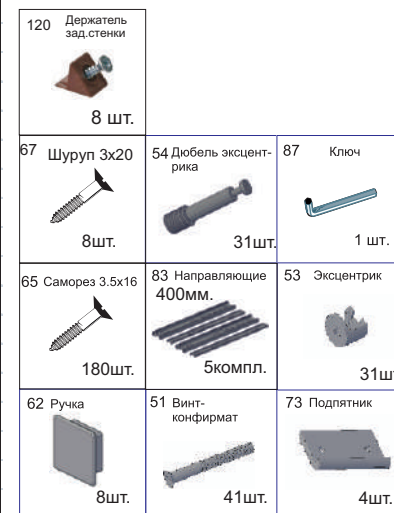 120 Держатель
зад.стенки
8 шт.
67 Шуруп 3х20
8шт.
54 Дюбель эксцент-
рика
31шт.
87 Ключ
1 шт.
65 Саморез 3.5х16
180шт.
83 Направляющие
400мм.
5компл.
53 Эксцентрик
31шт
62 Ручка
8шт.
51 Винт-
конфирмат
41шт.
73 Подпятник
4шт.